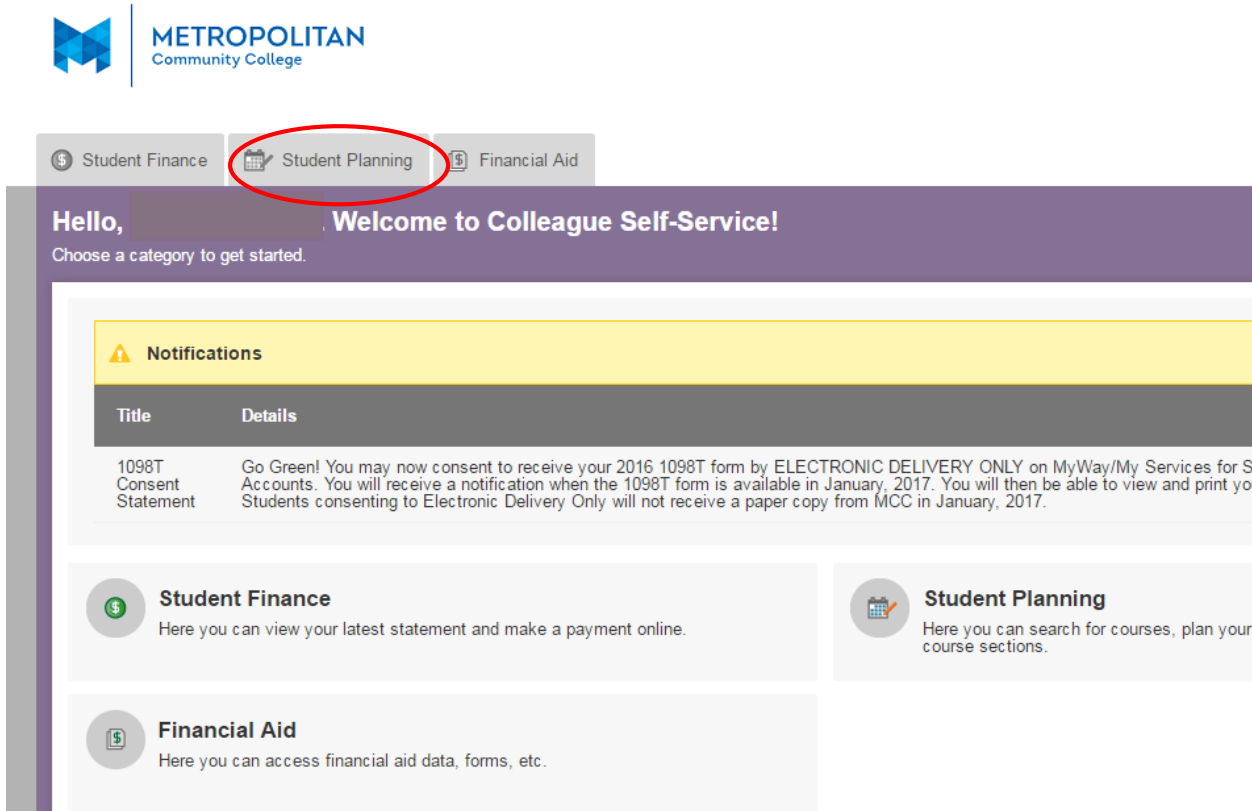 METROPOLITAN
Community College
Student Finance
Student Planning
Financial Aid
Hello, . Welcome to Colleague Self-Service!
Choose a category to get started.
Notifications
Title Details
1098T
Consent
Statement
Go Green! You may now consent to receive your 2016 1098T form by ELECTRONIC DELIVERY ONLY on MyWay/My Services for S
Accounts. You will receive a notification when the 1098T form is available in January, 2017. You will then be able to view and print yo
Students consenting to Electronic Delivery Only will not receive a paper copy from MCC in January, 2017.
Student Finance
Here you can view your latest statement and make a payment online.
Student Planning
Here you can search for courses, plan your
course sections.
Financial Aid
Here you can access financial aid data, forms, etc.